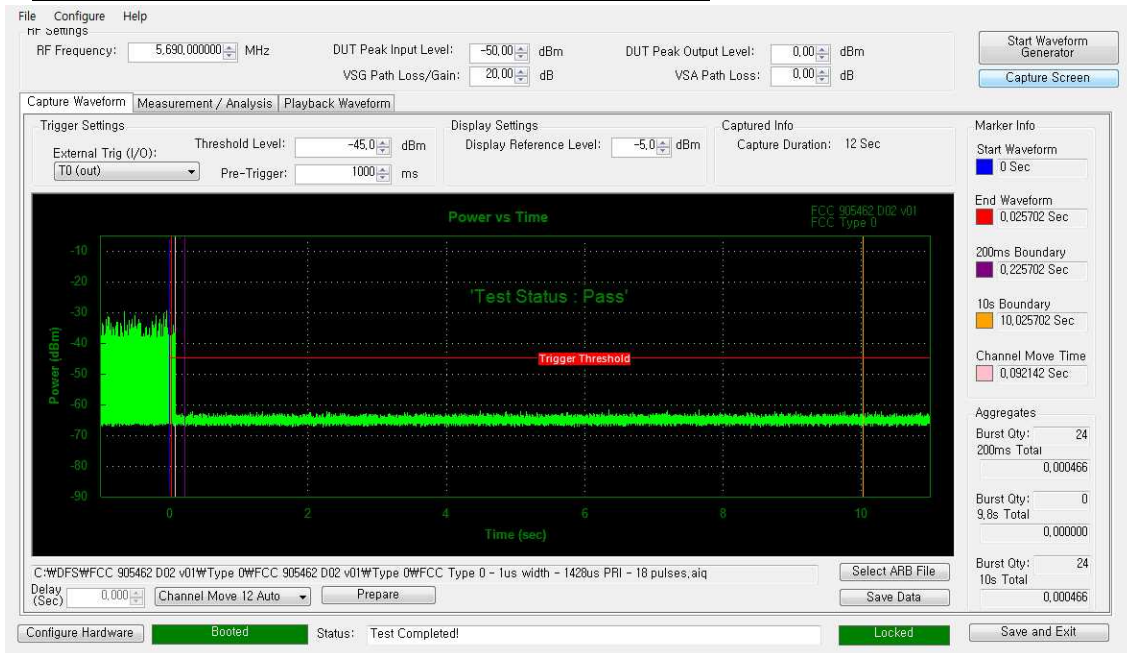 File Configure Help
RF Settings
RF Frequency: 5,690,000000 MHz DUT Peak Input Level: -50,00 dBm DUT Peak Output Level: 0,00 dBm
VSG Path Loss/Gain: 20,00 dB VSA Path Loss: 0,00 dB
Start Waveform Generator
Capture Screen
Capture Waveform Measurement / Analysis Playback Waveform
Trigger Settings
External Trig (I/O):
T0 (out)
Threshold Level: -45,0 dBm
Pre-Trigger: 1000 ms
Display Settings
Display Reference Level: -5,0 dBm
Captured Info
Capture Duration: 12 Sec
Marker Info
Start Waveform
0 Sec
End Waveform
0,025702 Sec
200ms Boundary
0,225702 Sec
10s Boundary
10,025702 Sec
Channel Move Time
0,092142 Sec
Power vs Time
FCC 905462 D02 v01
FCC Type 0
'Test Status : Pass'
Trigger Threshold
Power (dBm)
-10
-20
-30
-40
-50
-60
-70
-80
-90
0 2 4 6 8 10
Time (sec)
Aggregates
Burst Qty: 24
200ms Total
0,000466
Burst Qty: 0
9,8s Total
0,000000
Burst Qty: 24
10s Total
0,000466
C:₩DFS₩FCC 905462 D02 v01₩Type 0₩FCC 905462 D02 v01₩Type 0₩FCC Type 0 - 1us width - 1428us PRI - 18 pulses,aiq
Select ARB File
Delay (Sec) 0,000 Channel Move 12 Auto Prepare
Save Data
Configure Hardware Booted Status: Test Completed! Locked Save and Exit